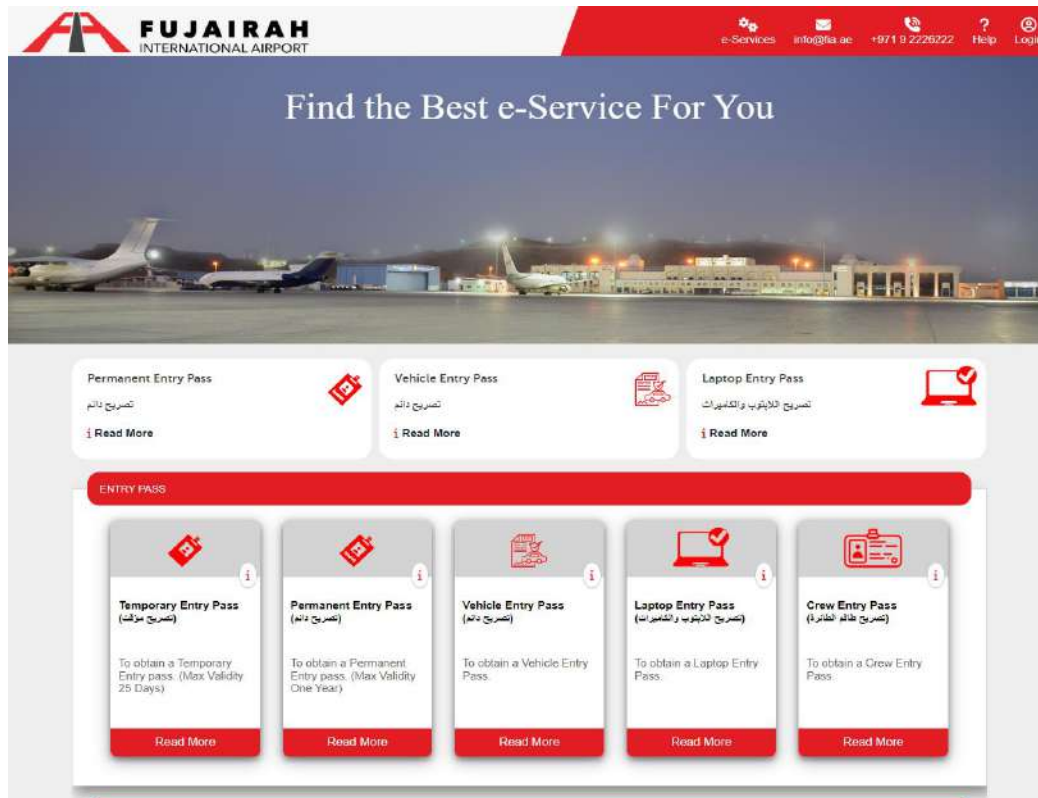 FUJAIRAH
INTERNATIONAL AIRPORT
e-Services
info@fia.ae
+971 9 2226222
? Help
Login
Find the Best e-Service For You
Permanent Entry Pass
تصريح دائم
i Read More
Vehicle Entry Pass
تصريح دائم
i Read More
Laptop Entry Pass
تصريح اللابتوب والكاميرات
i Read More
ENTRY PASS
i
Temporary Entry Pass
(تصريح مؤقت)
To obtain a Temporary
Entry pass. (Max Validity
25 Days)
Read More
i
Permanent Entry Pass
(تصريح دائم)
To obtain a Permanent
Entry pass. (Max Validity
One Year)
Read More
i
Vehicle Entry Pass
(تصريح دائم)
To obtain a Vehicle Entry
Pass.
Read More
i
Laptop Entry Pass
(تصريح اللابتوب والكاميرات)
To obtain a Laptop Entry
Pass.
Read More
i
Crew Entry Pass
(تصريح طاقم الطائرة)
To obtain a Crew Entry
Pass.
Read More